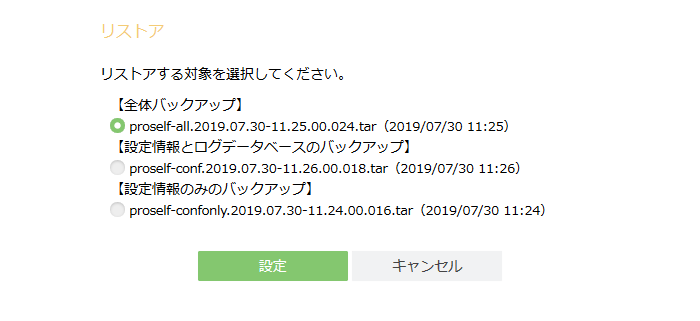 リストア
リストアする対象を選択してください。
【全体バックアップ】
proself-all.2019.07.30-11.25.00.024.tar（2019/07/30 11:25）
【設定情報とログデータベースのバックアップ】
proself-conf.2019.07.30-11.26.00.018.tar（2019/07/30 11:26）
【設定情報のみのバックアップ】
proself-confonly.2019.07.30-11.24.00.016.tar（2019/07/30 11:24）
設定 キャンセル